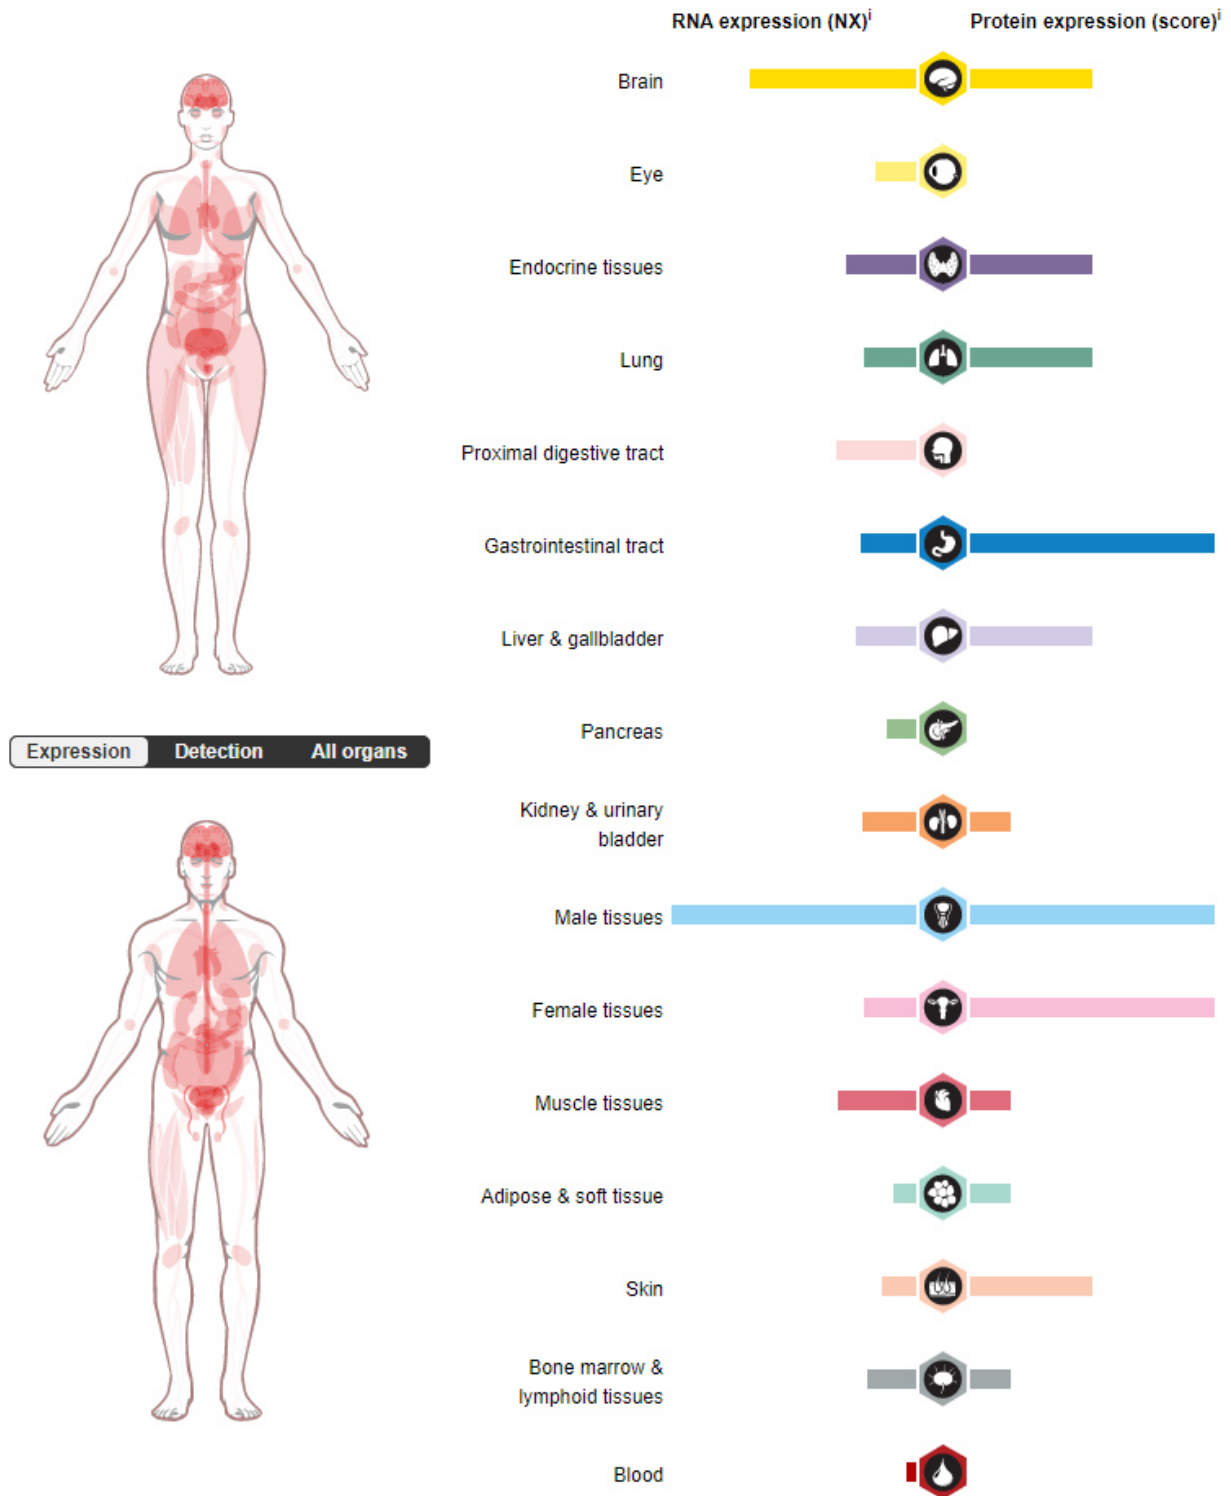 RNA expression (NX)i
Protein expression (score)i
Brain
Eye
Endocrine tissues
Lung
Proximal digestive tract
Gastrointestinal tract
Liver & gallbladder
Pancreas
Expression
Detection
All organs
Kidney & urinary
bladder
Male tissues
Female tissues
Muscle tissues
Adipose & soft tissue
Skin
Bone marrow &
lymphoid tissues
Blood